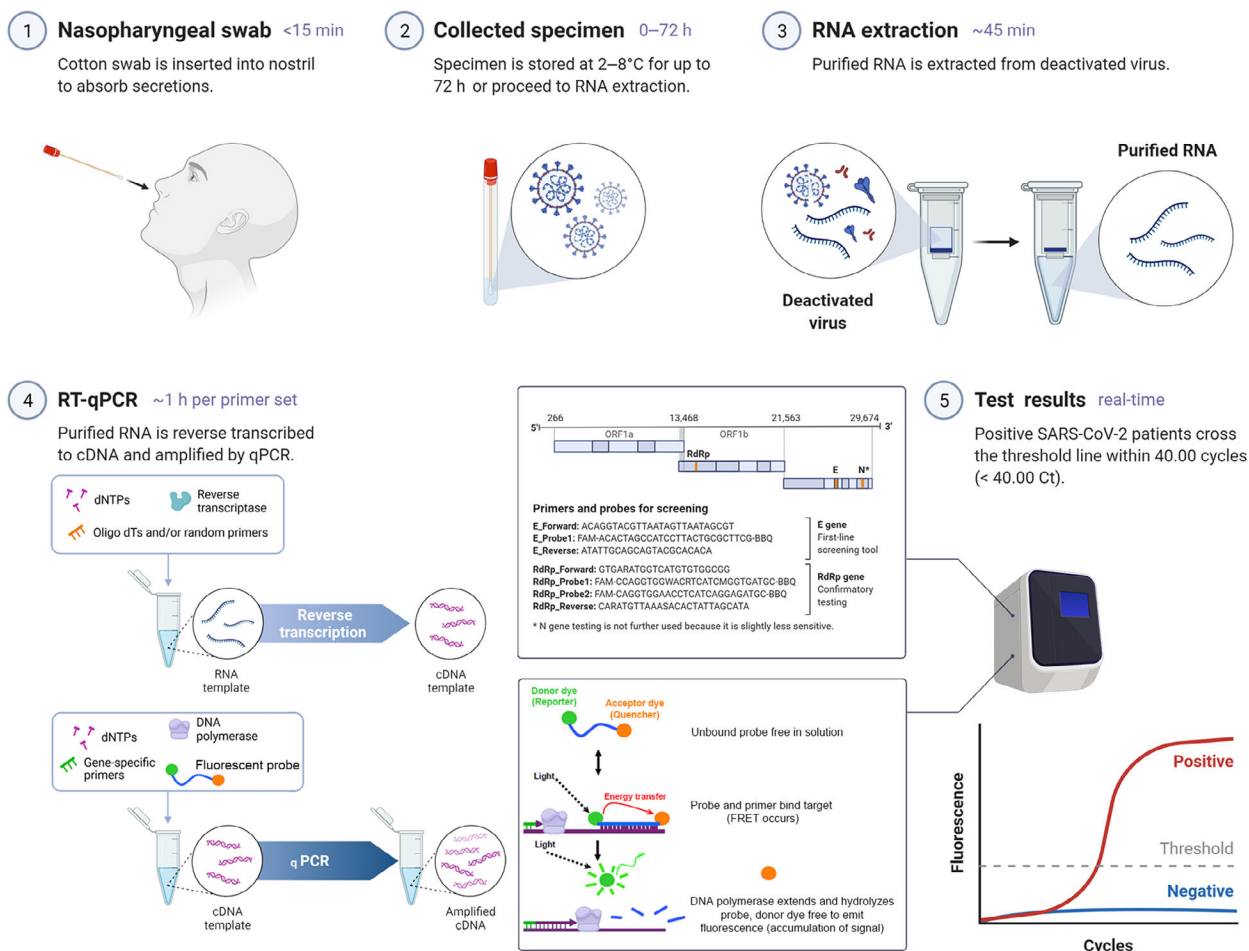 1 Nasopharyngeal swab <15 min
Cotton swab is inserted into nostril
to absorb secretions.
2 Collected specimen 0–72 h
Specimen is stored at 2–8°C for up to
72 h or proceed to RNA extraction.
3 RNA extraction ~45 min
Purified RNA is extracted from deactivated virus.
Purified RNA
Deactivated
virus
4 RT-qPCR ~1 h per primer set
Purified RNA is reverse transcribed
to cDNA and amplified by qPCR.
dNTPs
Reverse
transcriptase
Oligo dTs and/or random primers
Reverse
transcription
RNA
template
cDNA
template
dNTPs
DNA
polymerase
Gene-specific
primers
Fluorescent probe
qPCR
cDNA
template
Amplified
cDNA
266 13,468 21,563 29,674
5' 3'
ORF1a ORF1b
RdRp
E N*
Primers and probes for screening
E_Forward: ACAGGTACGTTAATAGTTAATAGCGT
E_Probe1: FAM-ACACTAGCCATCCTTACTGCGCTTCG-BBQ
E_Reverse: ATATTGCAGCAGTACGCACACA
E gene
First-line
screening tool
RdRp_Forward: GTGARATGGTCATGTGTGGCGG
RdRp_Probe1: FAM-CCAGGTGGWACRTCATCMGGTGATGC-BBQ
RdRp_Probe2: FAM-CAGGTGGAACCTCATCAGGAGATGC-BBQ
RdRp_Reverse: CARATGTTAAASACACTATTAGCATA
RdRp gene
Confirmatory
testing
* N gene testing is not further used because it is slightly less sensitive.
Donor dye
(Reporter)
Acceptor dye
(Quencher)
Unbound probe free in solution
Light
Energy transfer
Probe and primer bind target
(FRET occurs)
Light
DNA polymerase extends and hydrolyzes
probe, donor dye free to emit
fluorescence (accumulation of signal)
5 Test results real-time
Positive SARS-CoV-2 patients cross
the threshold line within 40.00 cycles
(< 40.00 Ct).
Fluorescence
Positive
Threshold
Negative
Cycles